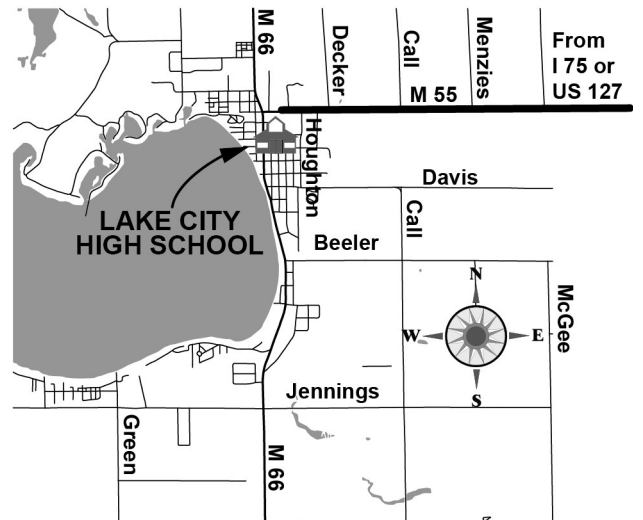 M 66
Decker
Call
Menzies
From
I 75 or
US 127
M 55
Houghton
Davis
LAKE CITY
HIGH SCHOOL
Call
Beeler
N
W
E
S
McGee
Jennings
Green
M 66